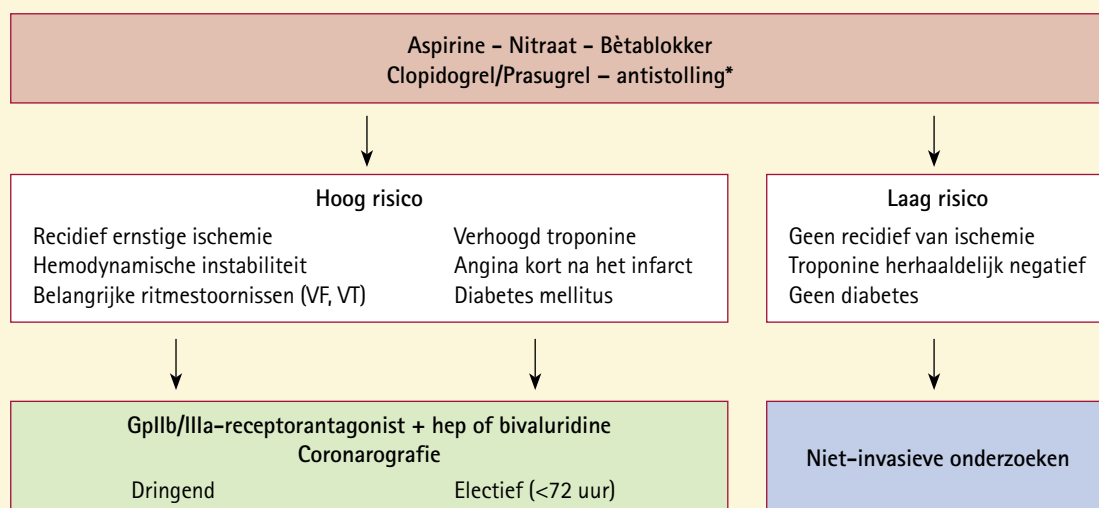 Aspirine – Nitraat – Bètablokker
Clopidogrel/Prasugrel – antistolling*
Hoog risico
Recidief ernstige ischemie
Hemodynamische instabiliteit
Belangrijke ritmestoornissen (VF, VT)
Verhoogd troponine
Angina kort na het infarct
Diabetes mellitus
Laag risico
Geen recidief van ischemie
Troponine herhaaldelijk negatief
Geen diabetes
GpIIb/IIIa-receptorantagonist + hep of bivaluridine
Coronarografie
Dringend
Electief (<72 uur)
Niet-invasieve onderzoeken